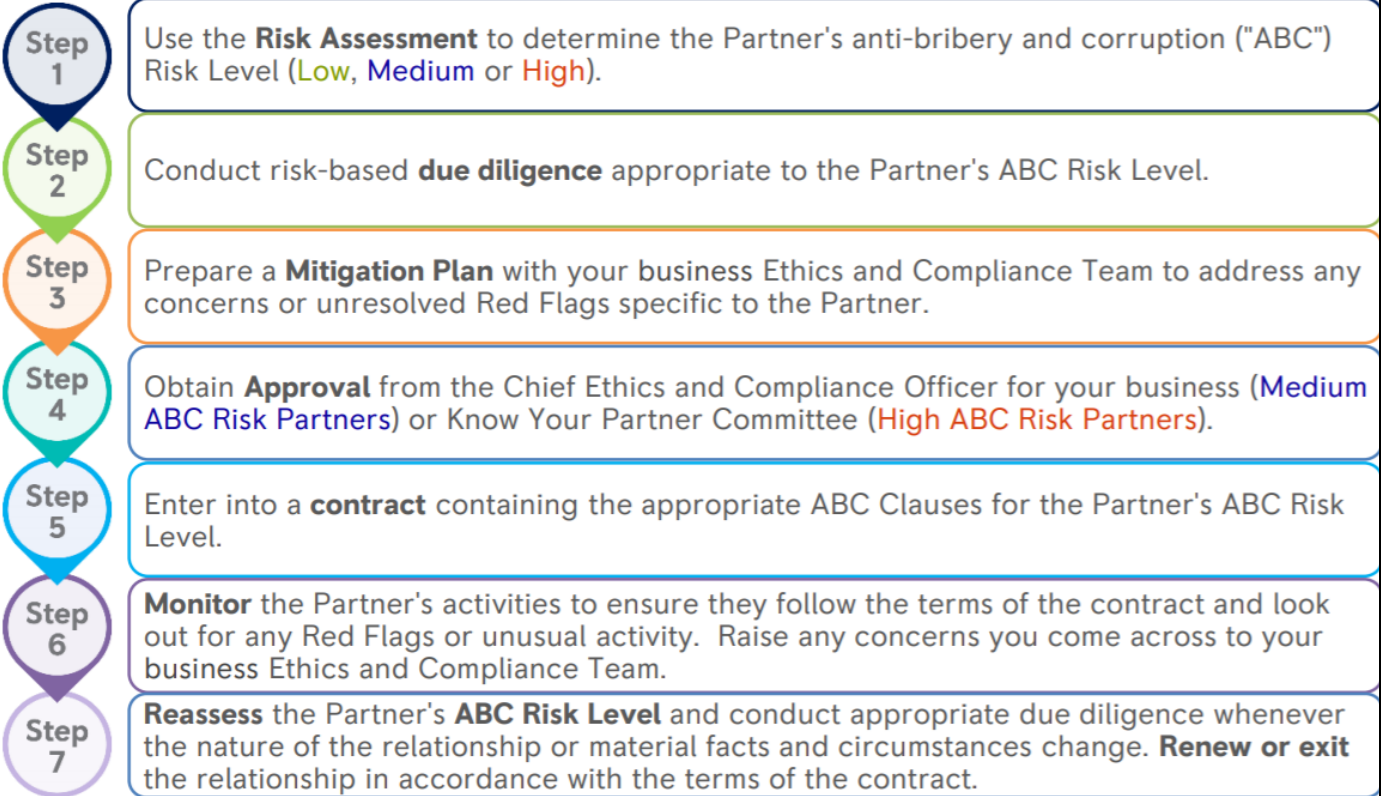 Step
1
Use the Risk Assessment to determine the Partner's anti-bribery and corruption ("ABC")
Risk Level (Low, Medium or High).
Step
2
Conduct risk-based due diligence appropriate to the Partner's ABC Risk Level.
Step
3
Prepare a Mitigation Plan with your business Ethics and Compliance Team to address any
concerns or unresolved Red Flags specific to the Partner.
Step
4
Obtain Approval from the Chief Ethics and Compliance Officer for your business (Medium
ABC Risk Partners) or Know Your Partner Committee (High ABC Risk Partners).
Step
5
Enter into a contract containing the appropriate ABC Clauses for the Partner's ABC Risk
Level.
Step
6
Monitor the Partner's activities to ensure they follow the terms of the contract and look
out for any Red Flags or unusual activity.  Raise any concerns you come across to your
business Ethics and Compliance Team.
Step
7
Reassess the Partner's ABC Risk Level and conduct appropriate due diligence whenever
the nature of the relationship or material facts and circumstances change. Renew or exit
the relationship in accordance with the terms of the contract.